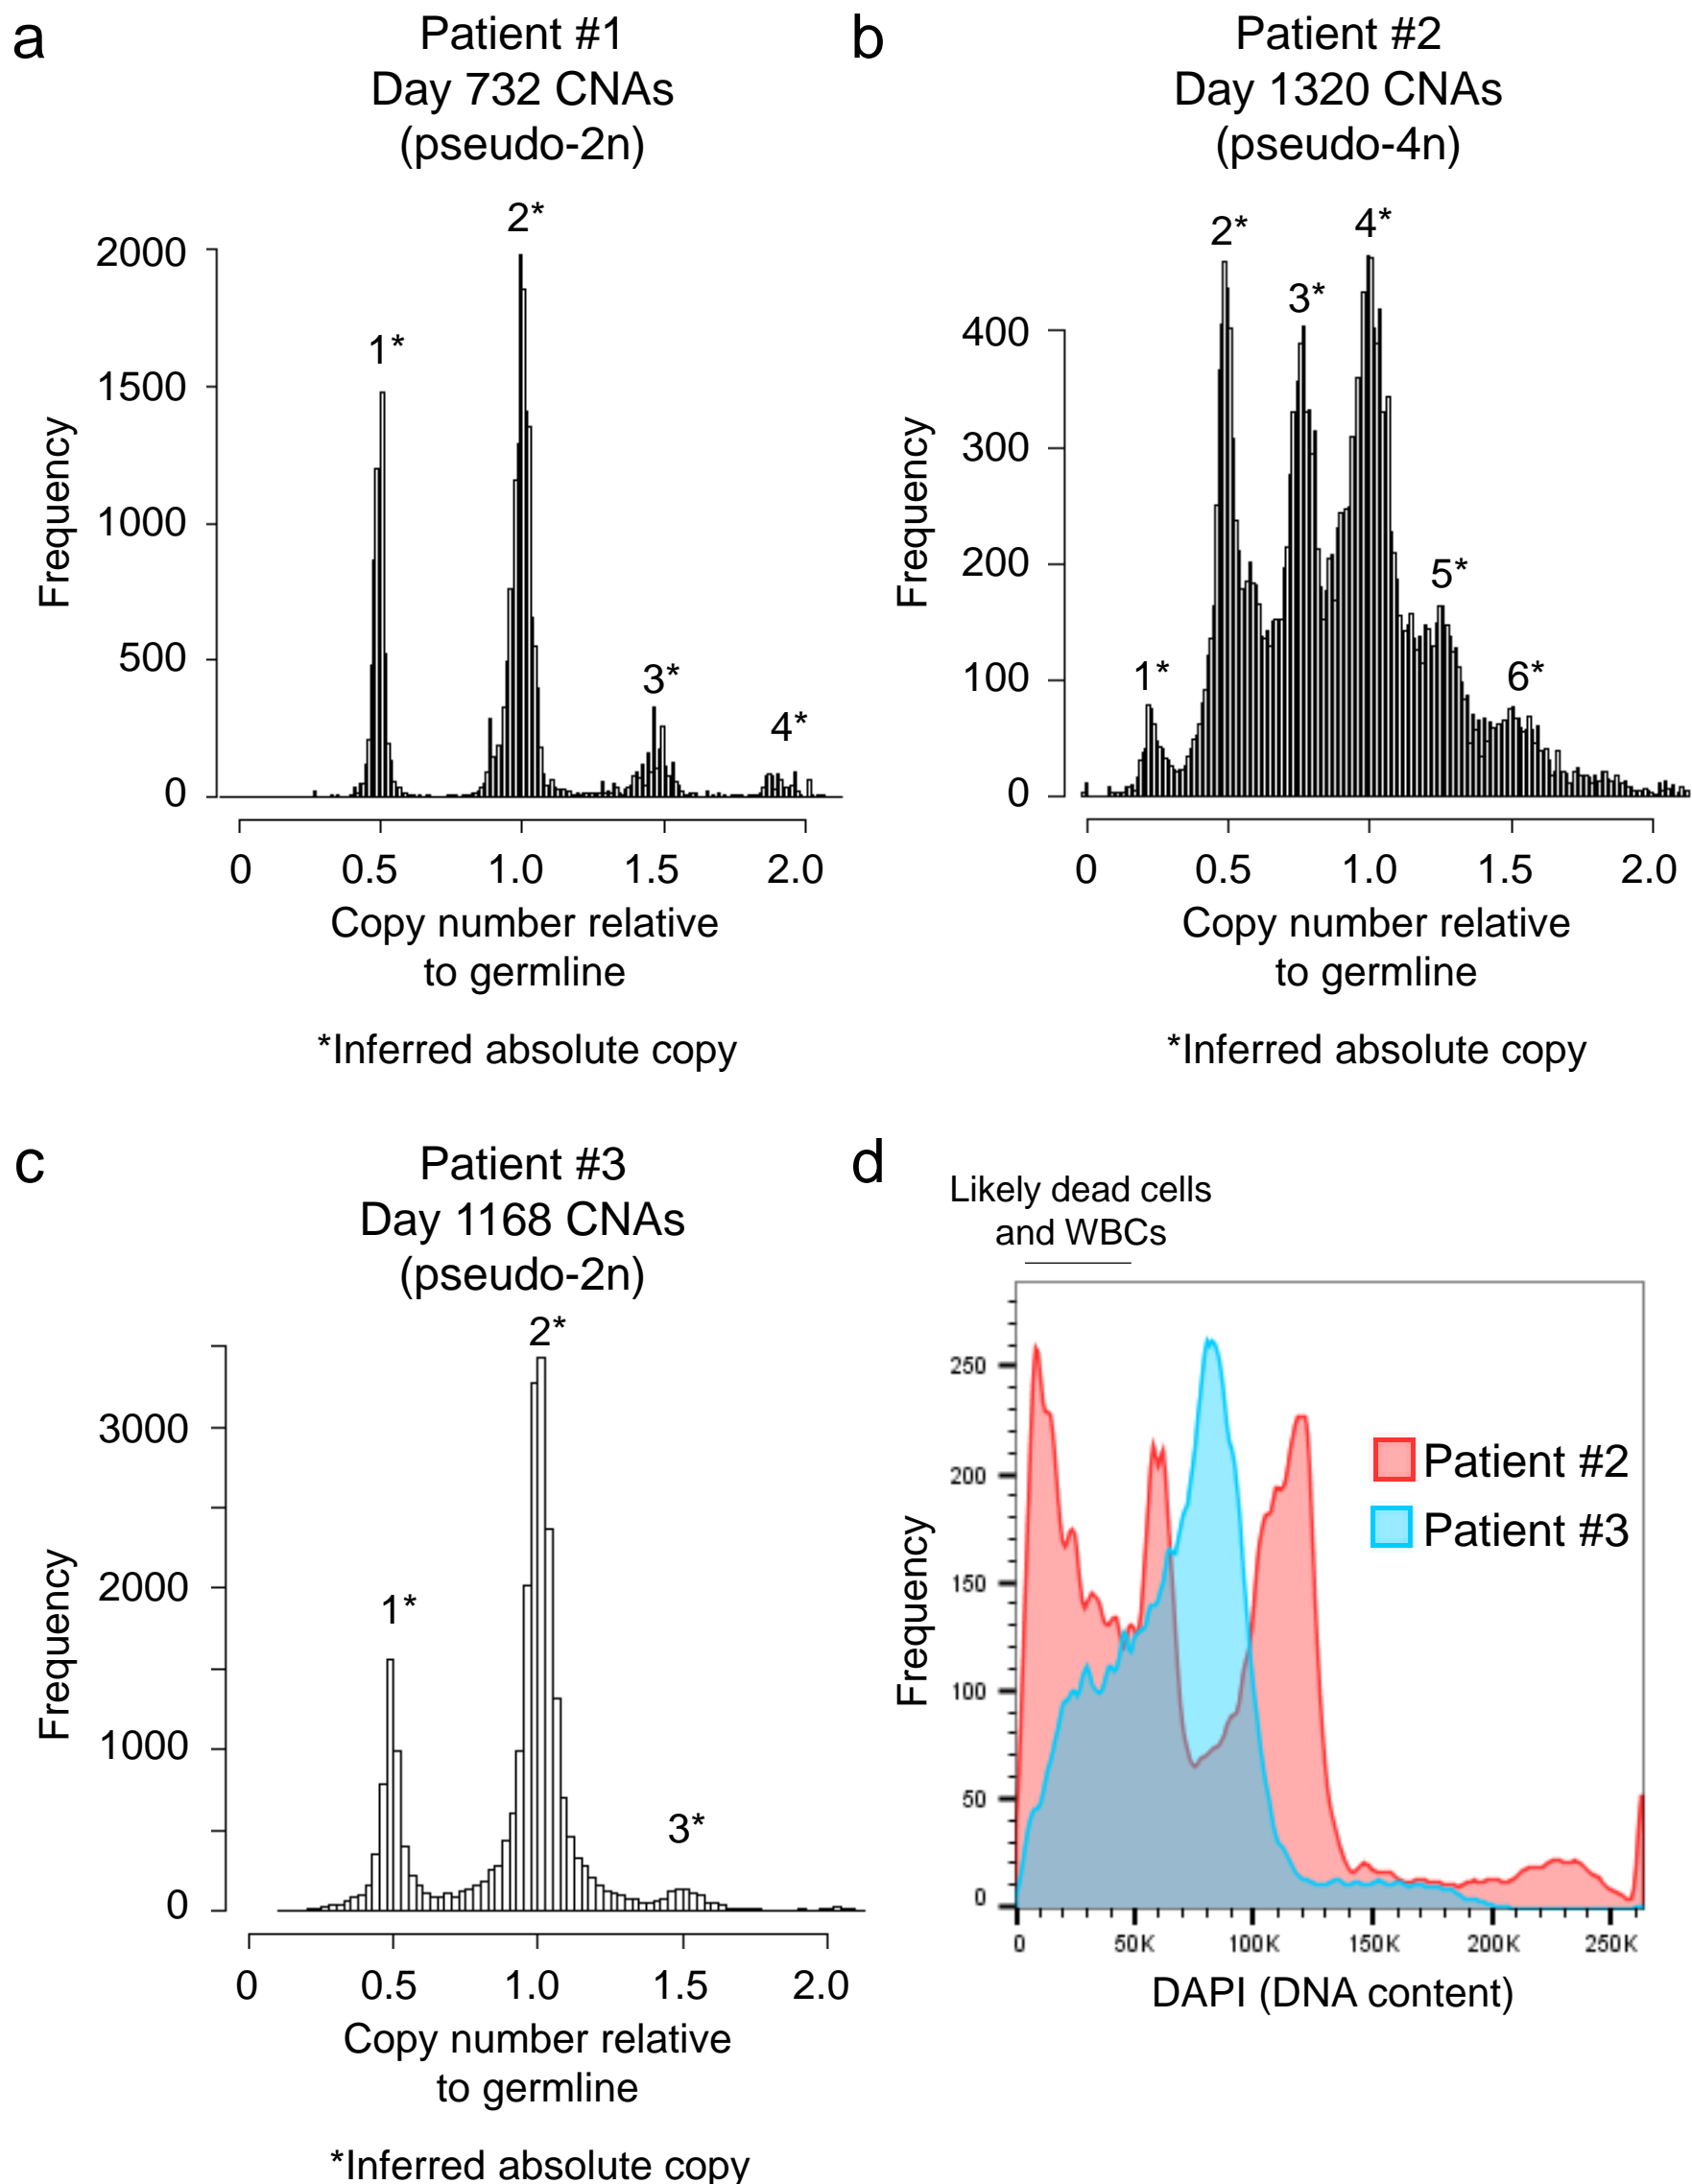 a
Patient #1
Day 732 CNAs
(pseudo-2n)
2000
1500
1000
500
0
Frequency
1*
2*
3*
4*
0 0.5 1.0 1.5 2.0
Copy number relative
to germline
*Inferred absolute copy
b
Patient #2
Day 1320 CNAs
(pseudo-4n)
400
300
200
100
0
Frequency
1*
2*
3*
4*
5*
6*
0 0.5 1.0 1.5 2.0
Copy number relative
to germline
*Inferred absolute copy
c
Patient #3
Day 1168 CNAs
(pseudo-2n)
3000
2000
1000
0
Frequency
1*
2*
3*
0 0.5 1.0 1.5 2.0
Copy number relative
to germline
*Inferred absolute copy
d
Likely dead cells
and WBCs
250
200
150
100
50
0
Frequency
Patient #2
Patient #3
0 50K 100K 150K 200K 250K
DAPI (DNA content)